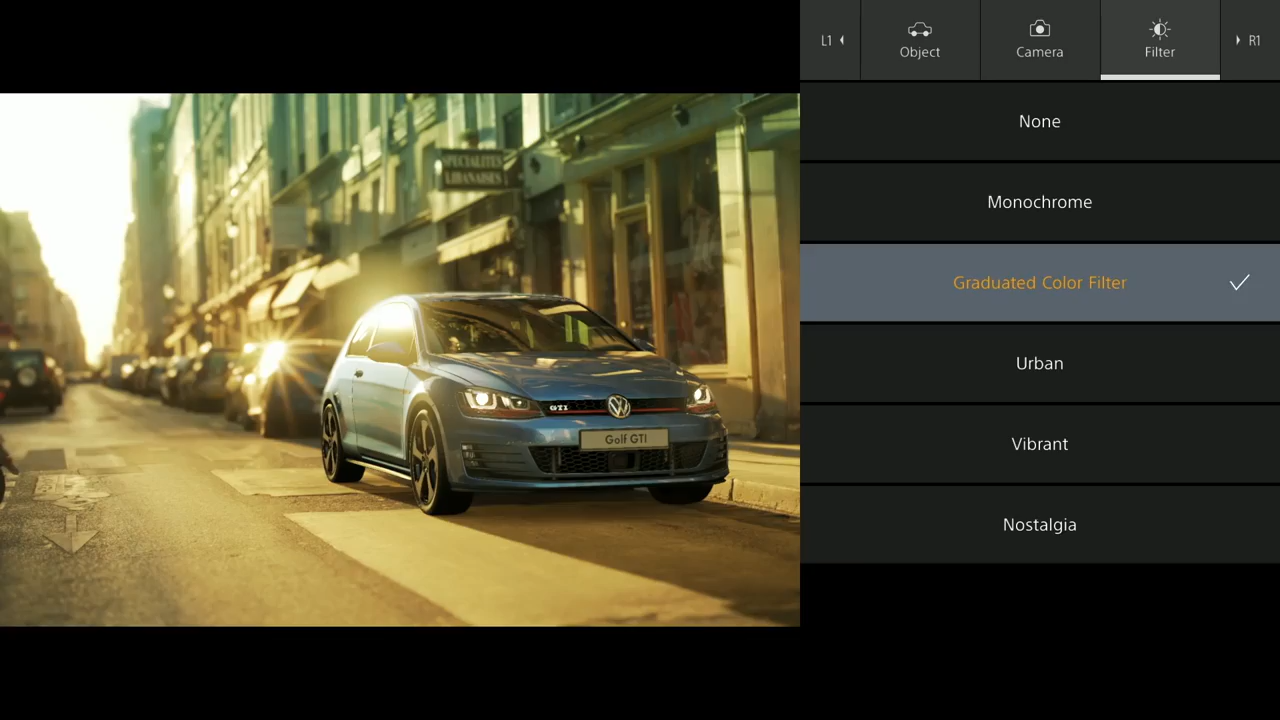 L1
Object
Camera
Filter
R1
None
Monochrome
Graduated Color Filter
Urban
Vibrant
Nostalgia
SPECIALITES
LIBANAISES
GTI
Golf GTI